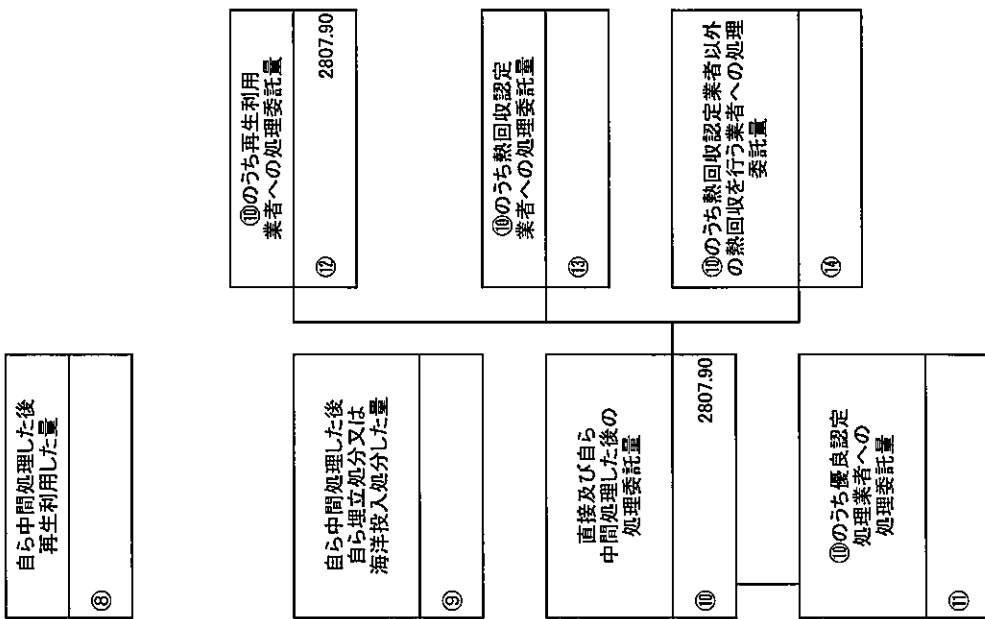 自ら中間処理した後
再生利用した量
⑧
自ら中間処理した後
自ら埋立処分又は
海洋投入処分した量
⑨
直接及び自ら
中間処理した後の
処理委託量
⑩
2807.90
⑩のうち優良認定
処理業者への
処理委託量
⑪
⑩のうち再生利用
業者への処理委託量
⑫
2807.90
⑩のうち熱回収認定
業者への処理委託量
⑬
⑩のうち熱回収認定業者以外
の熱回収を行う業者への処理
委託量
⑭